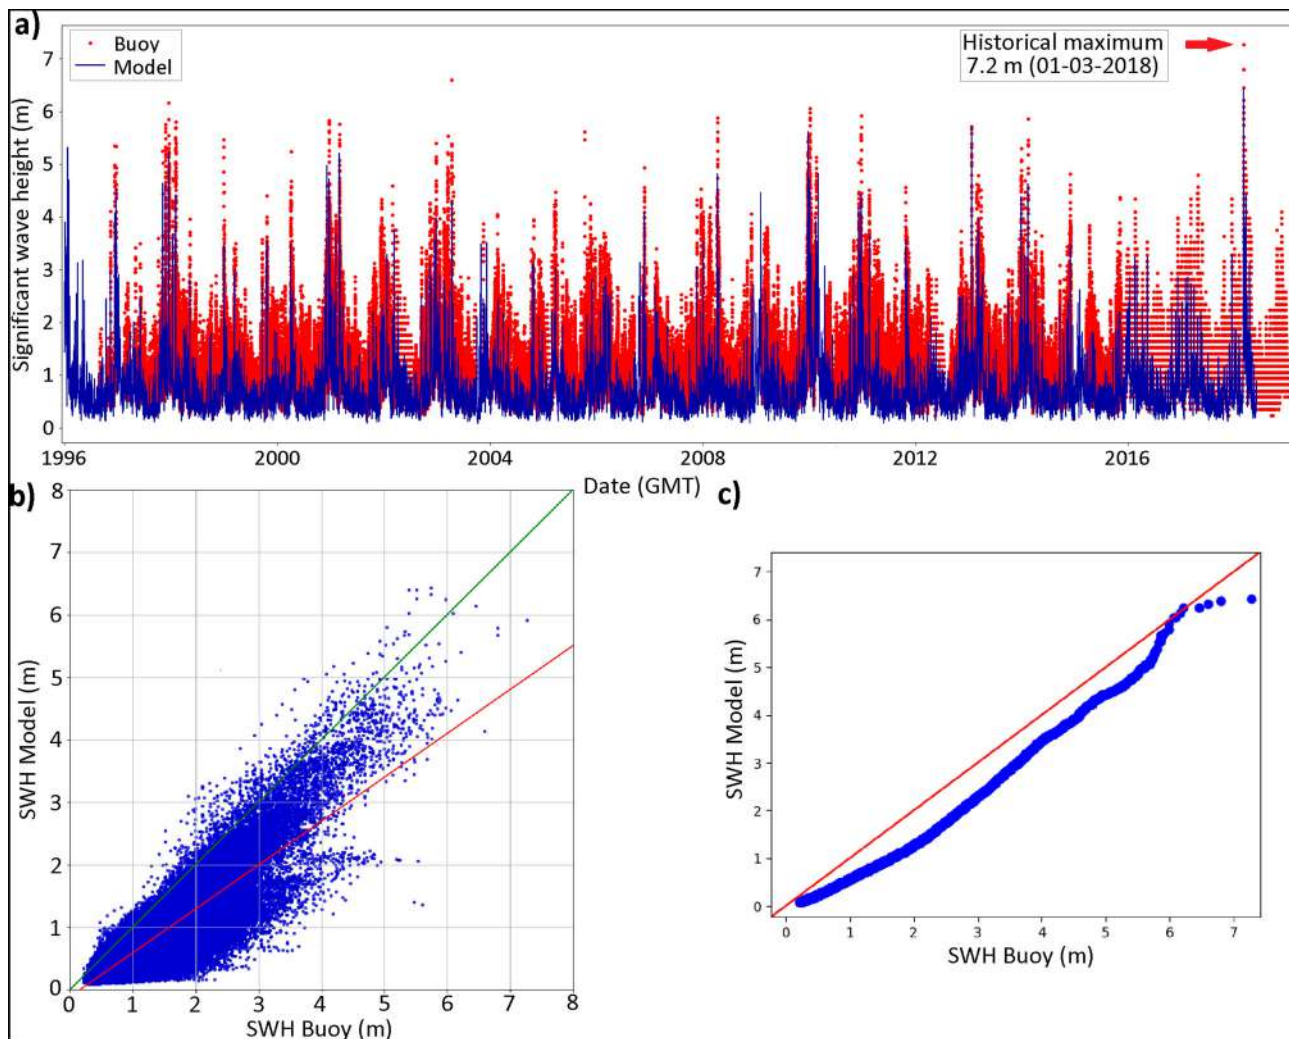 a)
Buoy
Model
Historical maximum
7.2 m (01-03-2018)
Significant wave height (m)
7
6
5
4
3
2
1
0
1996 2000 2004 2008 2012 2016
Date (GMT)
b)
SWH Model (m)
8
7
6
5
4
3
2
1
0
0 1 2 3 4 5 6 7 8
SWH Buoy (m)
c)
SWH Model (m)
7
6
5
4
3
2
1
0
0 1 2 3 4 5 6 7
SWH Buoy (m)